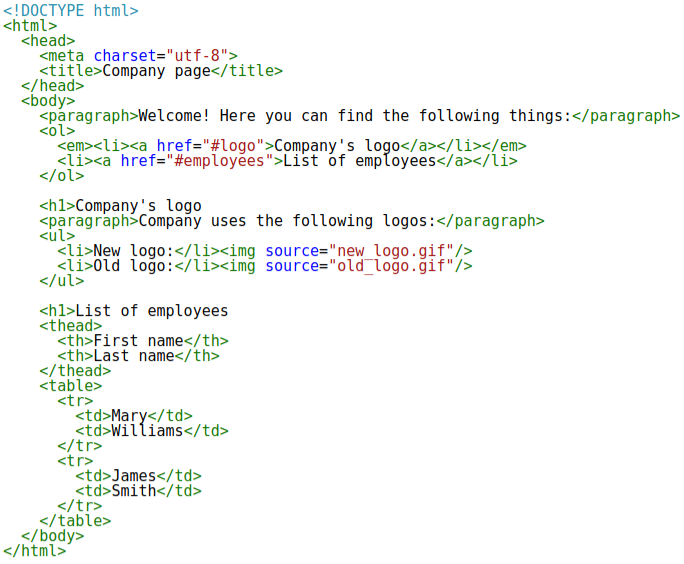 <!DOCTYPE html>
<html>
  <head>
    <meta charset="utf-8">
    <title>Company page</title>
  </head>
  <body>
    <paragraph>Welcome! Here you can find the following things:</paragraph>
    <ol>
      <em><li><a href="#logo">Company's logo</a></li></em>
      <li><a href="#employees">List of employees</a></li>
    </ol>

    <h1>Company's logo
    <paragraph>Company uses the following logos:</paragraph>
    <ul>
      <li>New logo:</li><img source="new_logo.gif"/>
      <li>Old logo:</li><img source="old_logo.gif"/>
    </ul>

    <h1>List of employees
    <thead>
      <th>First name</th>
      <th>Last name</th>
    </thead>
    <table>
      <tr>
        <td>Mary</td>
        <td>Williams</td>
      </tr>
      <tr>
        <td>James</td>
        <td>Smith</td>
      </tr>
    </table>
  </body>
</html>